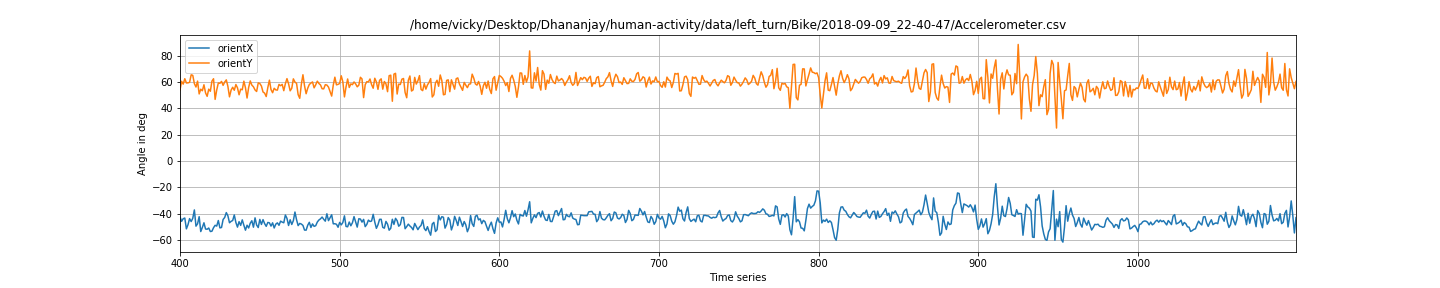 /home/vicky/Desktop/Dhananjay/human-activity/data/left_turn/Bike/2018-09-09_22-40-47/Accelerometer.csv
orientX
orientY
Angle in deg
80
60
40
20
0
−20
−40
−60
400 500 600 700 800 900 1000
Time series